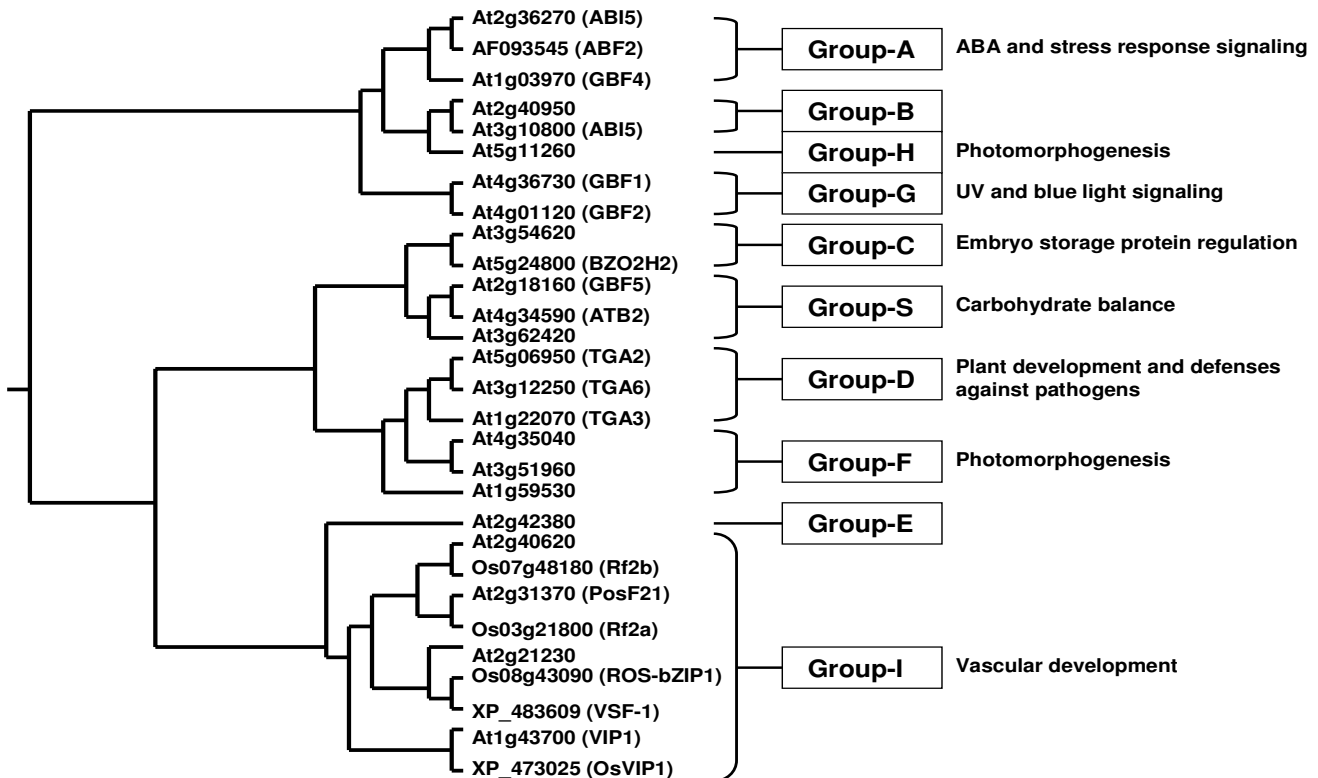 At2g36270 (ABI5)
AF093545 (ABF2)
At1g03970 (GBF4)
Group-A
ABA and stress response signaling
At2g40950
At3g10800 (ABI5)
Group-B
At5g11260
Group-H
Photomorphogenesis
At4g36730 (GBF1)
At4g01120 (GBF2)
Group-G
UV and blue light signaling
At3g54620
At5g24800 (BZO2H2)
Group-C
Embryo storage protein regulation
At2g18160 (GBF5)
At4g34590 (ATB2)
At3g62420
Group-S
Carbohydrate balance
At5g06950 (TGA2)
At3g12250 (TGA6)
At1g22070 (TGA3)
Group-D
Plant development and defenses
against pathogens
At4g35040
At3g51960
At1g59530
Group-F
Photomorphogenesis
At2g42380
Group-E
At2g40620
Os07g48180 (Rf2b)
At2g31370 (PosF21)
Os03g21800 (Rf2a)
At2g21230
Os08g43090 (ROS-bZIP1)
XP_483609 (VSF-1)
At1g43700 (VIP1)
XP_473025 (OsVIP1)
Group-I
Vascular development